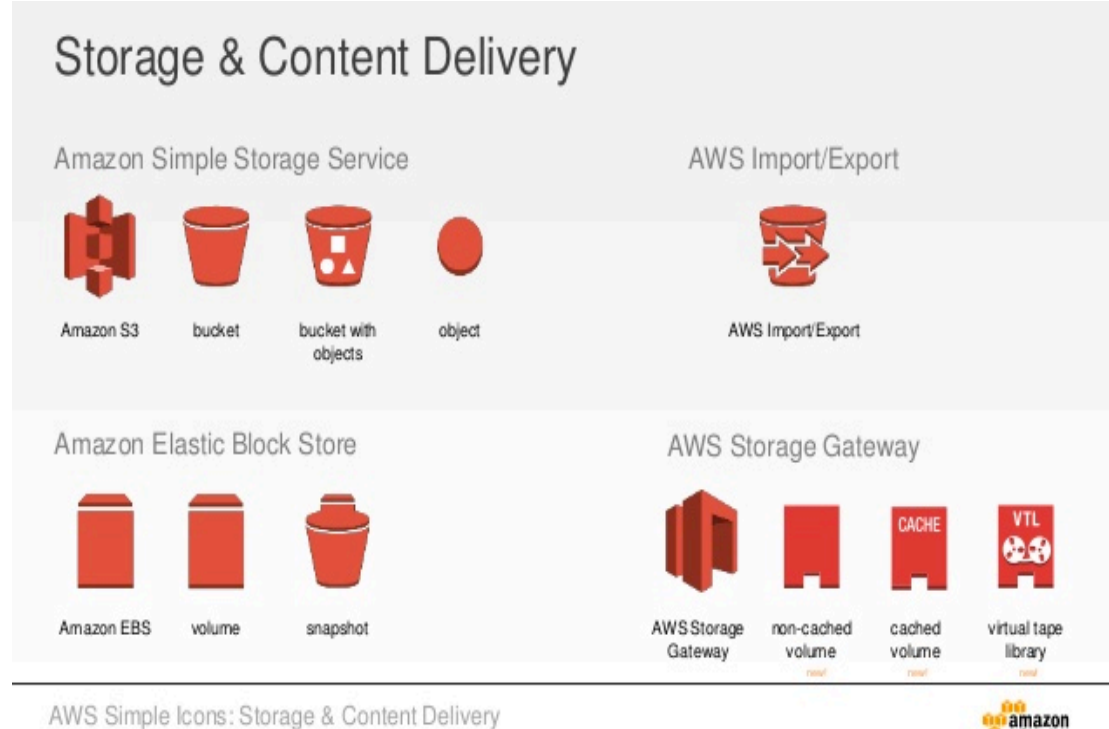 Storage & Content Delivery
Amazon Simple Storage Service
AWS Import/Export
Amazon S3
bucket
bucket with
objects
object
AWS Import/Export
Amazon Elastic Block Store
AWS Storage Gateway
CACHE
VTL
Amazon EBS
volume
snapshot
AWS Storage
Gateway
non-cached
volume
new!
cached
volume
new!
virtual tape
library
new!
AWS Simple Icons: Storage & Content Delivery
amazon